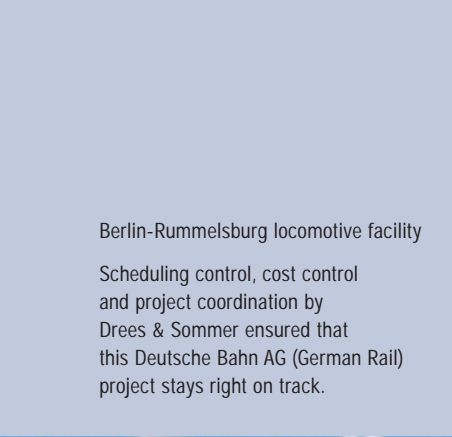 Berlin-Rummelsburg locomotive facility
Scheduling control, cost control
and project coordination by
Drees & Sommer ensured that
this Deutsche Bahn AG (German Rail)
project stays right on track.